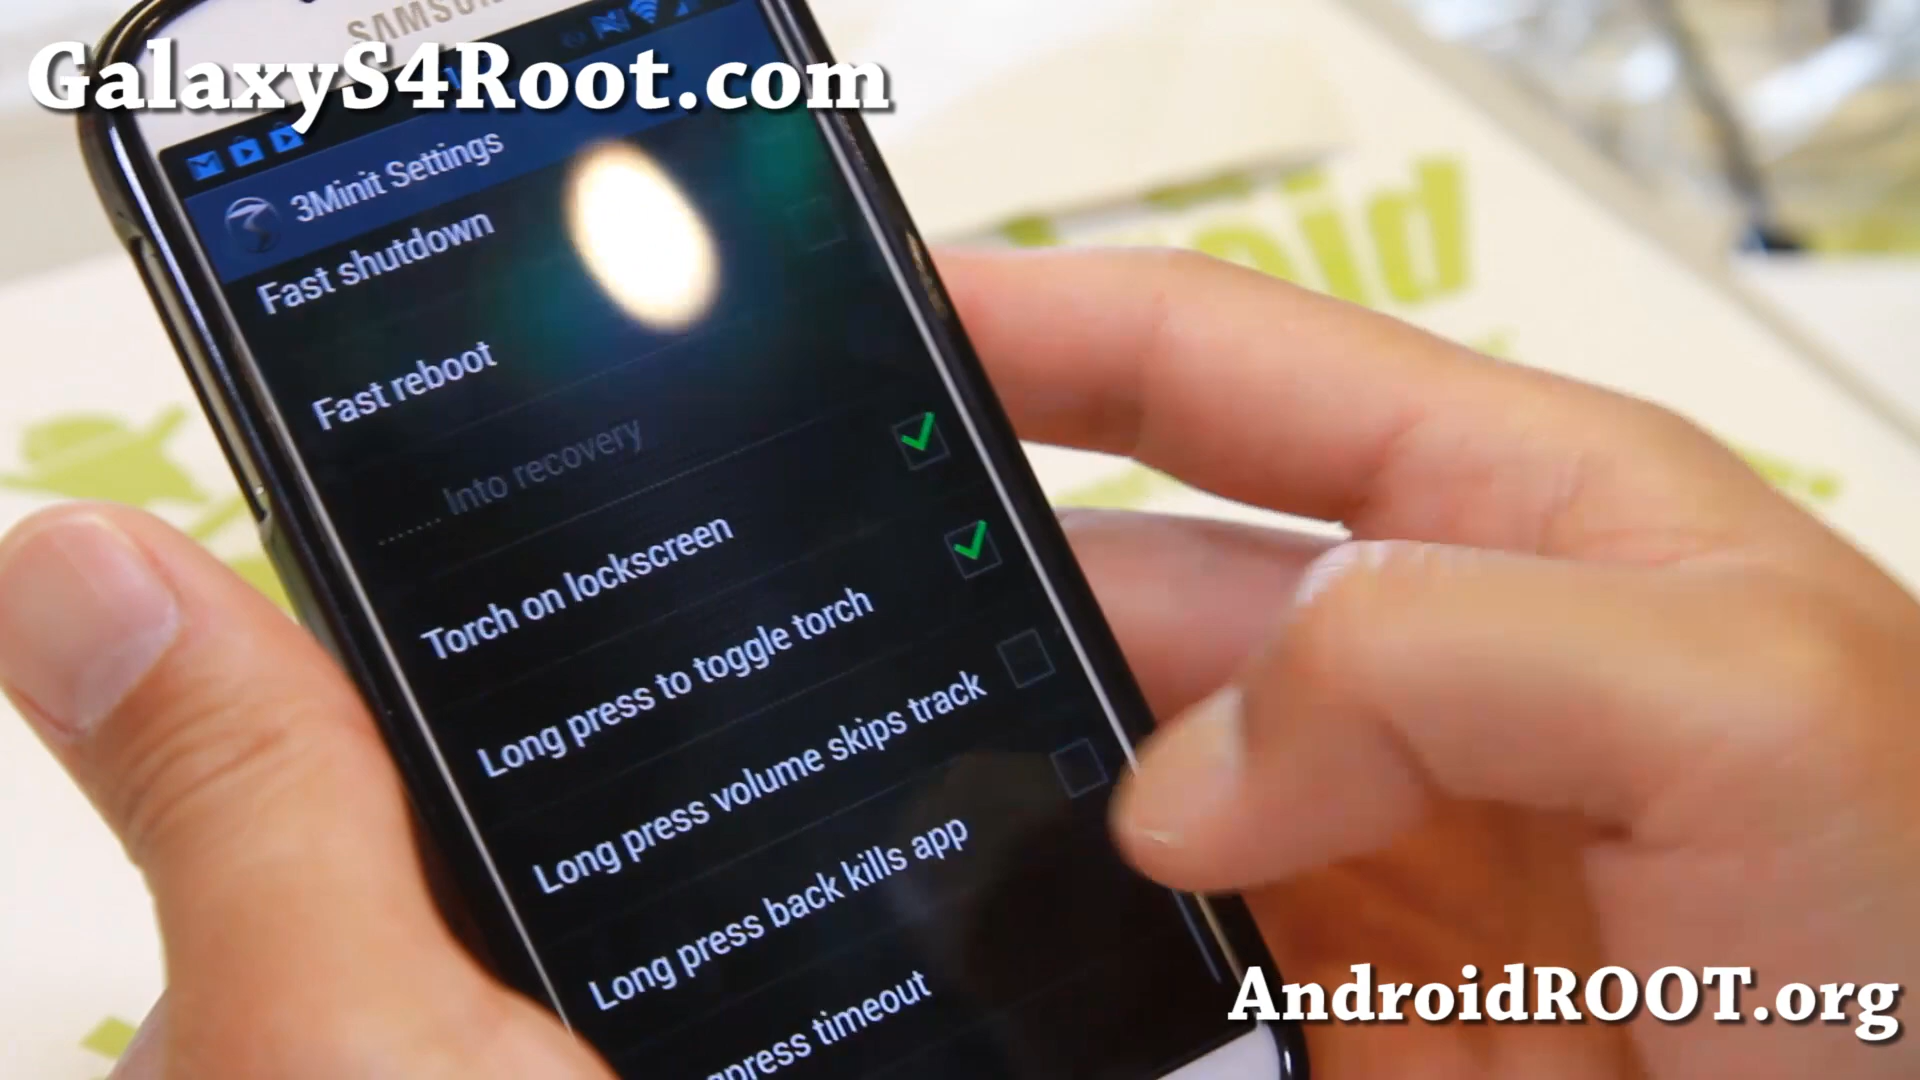 SAMSUNG
GalaxyS4Root.com
3Minit Settings
Fast shutdown
Fast reboot
...... Into recovery
Torch on lockscreen
Long press to toggle torch
Long press volume skips track
Long press back kills app
press timeout
AndroidROOT.org